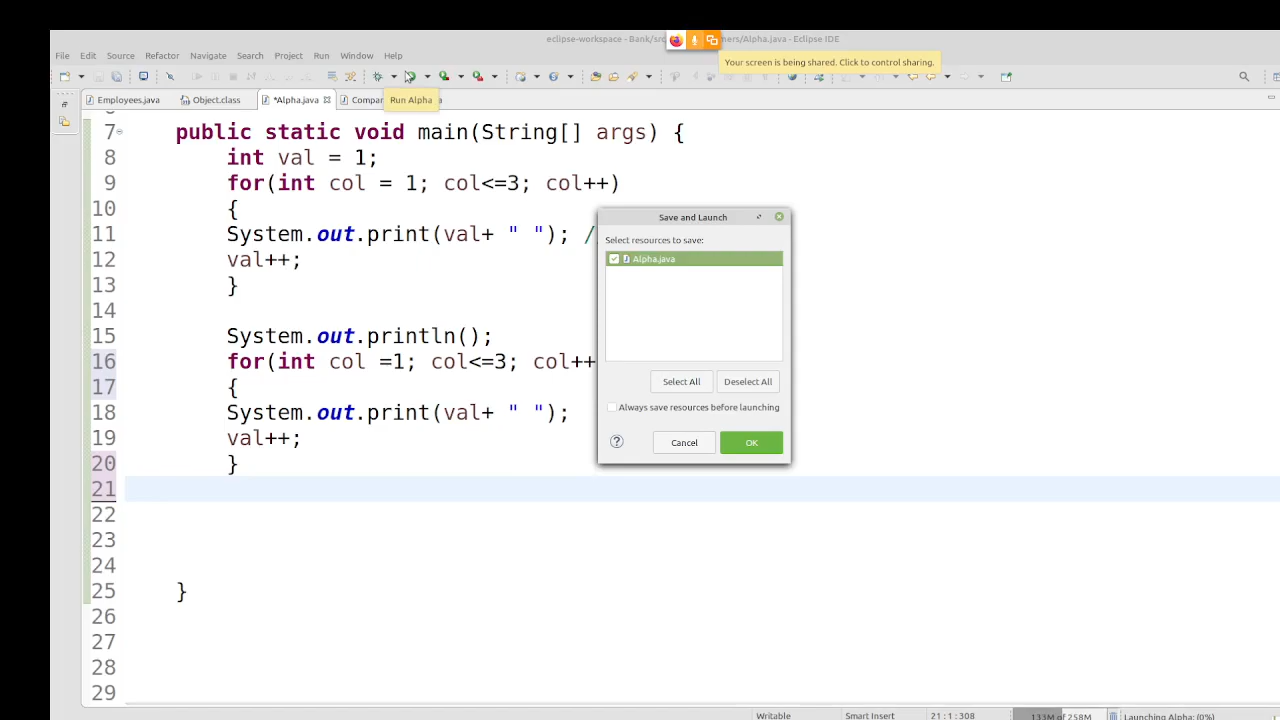 eclipse-workspace - Bank/src
ners/Alpha.java - Eclipse IDE
File Edit Source Refactor Navigate Search Project Run Window Help
Your screen is being shared. Click to control sharing.
Employees.java Object.class *Alpha.java Compar
Run Alpha
7 public static void main(String[] args) {
8 int val = 1;
9 for(int col = 1; col<=3; col++)
10 {
11 System.out.print(val+ " "); /
12 val++;
13 }
14
15 System.out.println();
16 for(int col =1; col<=3; col++
17 {
18 System.out.print(val+ " ");
19 val++;
20 }
21
22
23
24
25 }
26
27
28
29
Save and Launch
Select resources to save:
Alpha.java
Select All Deselect All
Always save resources before launching
? Cancel OK
Writable Smart Insert 21:1:308 133M of 258M Launching Alpha: (0%)